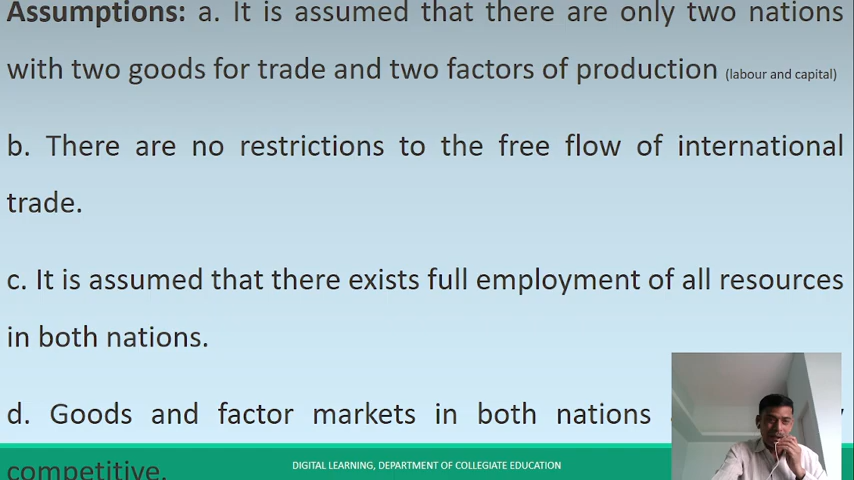 Assumptions: a. It is assumed that there are only two nations
with two goods for trade and two factors of production (labour and capital)
b. There are no restrictions to the free flow of international
trade.
c. It is assumed that there exists full employment of all resources
in both nations.
d. Goods and factor markets in both nations
competitive.
DIGITAL LEARNING, DEPARTMENT OF COLLEGIATE EDUCATION